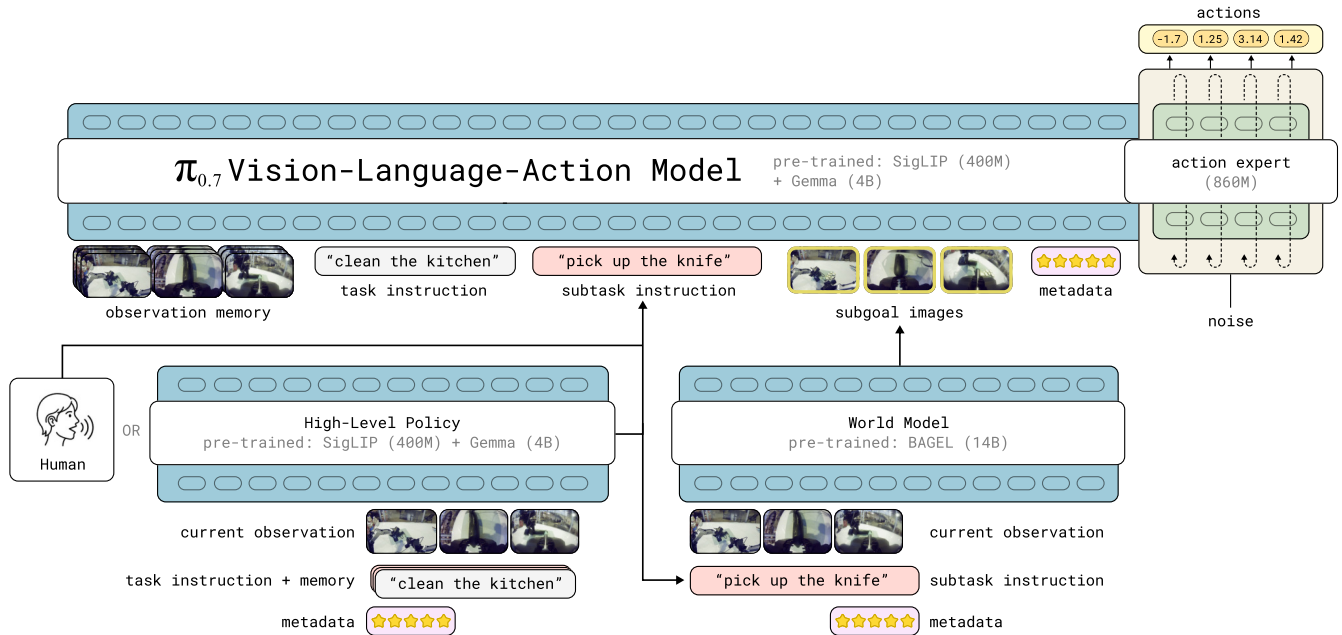 actions
-1.7 1.25 3.14 1.42
π0.7 Vision-Language-Action Model
pre-trained: SigLIP (400M)
+ Gemma (4B)
action expert
(860M)
“clean the kitchen”
“pick up the knife”
task instruction
subtask instruction
metadata
observation memory
subgoal images
noise
Human
OR
High-Level Policy
pre-trained: SigLIP (400M) + Gemma (4B)
World Model
pre-trained: BAGEL (14B)
current observation
current observation
task instruction + memory
“clean the kitchen”
“pick up the knife”
subtask instruction
metadata
metadata